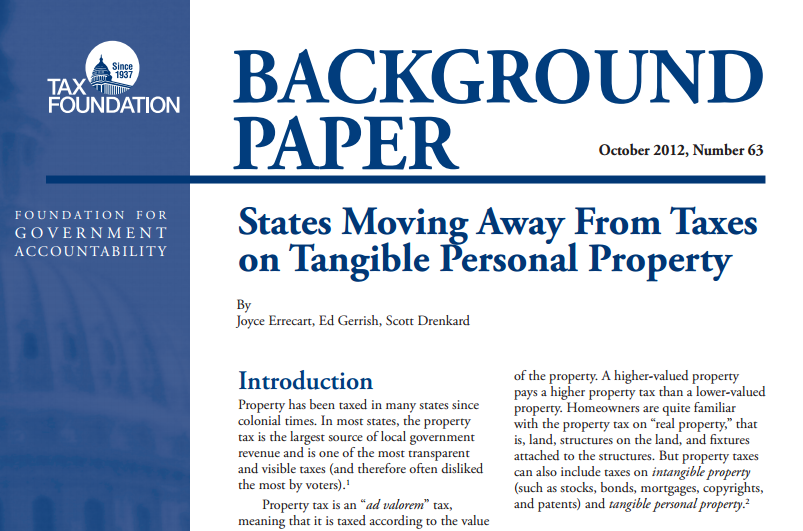 Since
1937
TAX
FOUNDATION
BACKGROUND
PAPER
October 2012, Number 63
FOUNDATION FOR
GOVERNMENT
ACCOUNTABILITY
States Moving Away From Taxes
on Tangible Personal Property
By
Joyce Errecart, Ed Gerrish, Scott Drenkard
Introduction
Property has been taxed in many states since
colonial times. In most states, the property
tax is the largest source of local government
revenue and is one of the most transparent
and visible taxes (and therefore often disliked
the most by voters).¹
Property tax is an “ad valorem” tax,
meaning that it is taxed according to the value
of the property. A higher-valued property
pays a higher property tax than a lower-valued
property. Homeowners are quite familiar
with the property tax on “real property,” that
is, land, structures on the land, and fixtures
attached to the structures. But property taxes
can also include taxes on intangible property
(such as stocks, bonds, mortgages, copyrights,
and patents) and tangible personal property.²